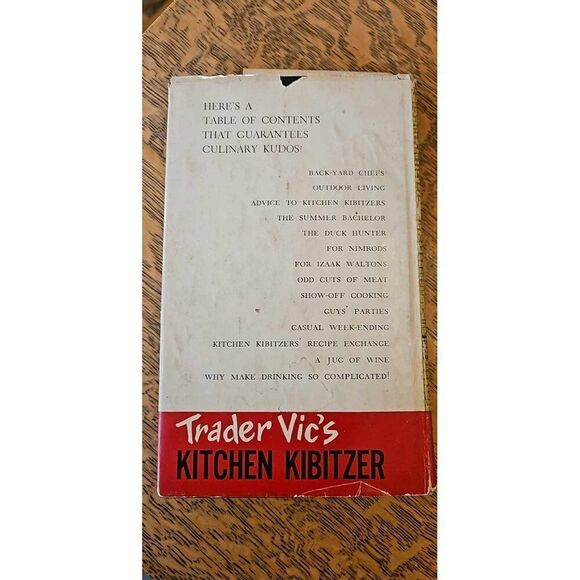 HERE'S A
TABLE OF CONTENTS
THAT GUARANTEES
CULINARY KUDOS!
BACK-YARD CHEFS
OUTDOOR LIVING
ADVICE TO KITCHEN KIBITZERS
THE SUMMER BACHELOR
THE DUCK HUNTER
FOR NIMRODS
FOR IZAAK WALTONS
ODD CUTS OF MEAT
SHOW-OFF COOKING
GUYS' PARTIES
CASUAL WEEK-ENDING
KITCHEN KIBITZERS' RECIPE EXCHANGE
A JUG OF WINE
WHY MAKE DRINKING SO COMPLICATED!
Trader Vic's
KITCHEN KIBITZER